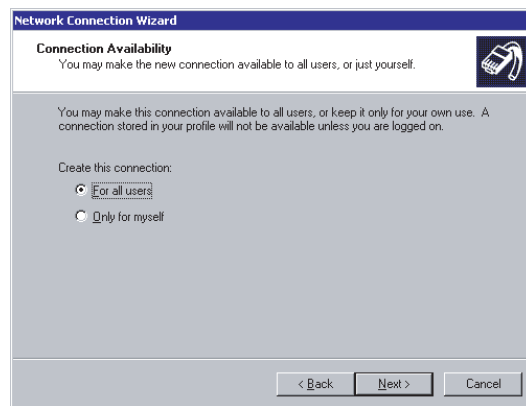 Network Connection Wizard
Connection Availability
You may make the new connection available to all users, or just yourself.
You may make this connection available to all users, or keep it only for your own use. A
connection stored in your profile will not be available unless you are logged on.
Create this connection:
For all users
Only for myself
< Back
Next >
Cancel